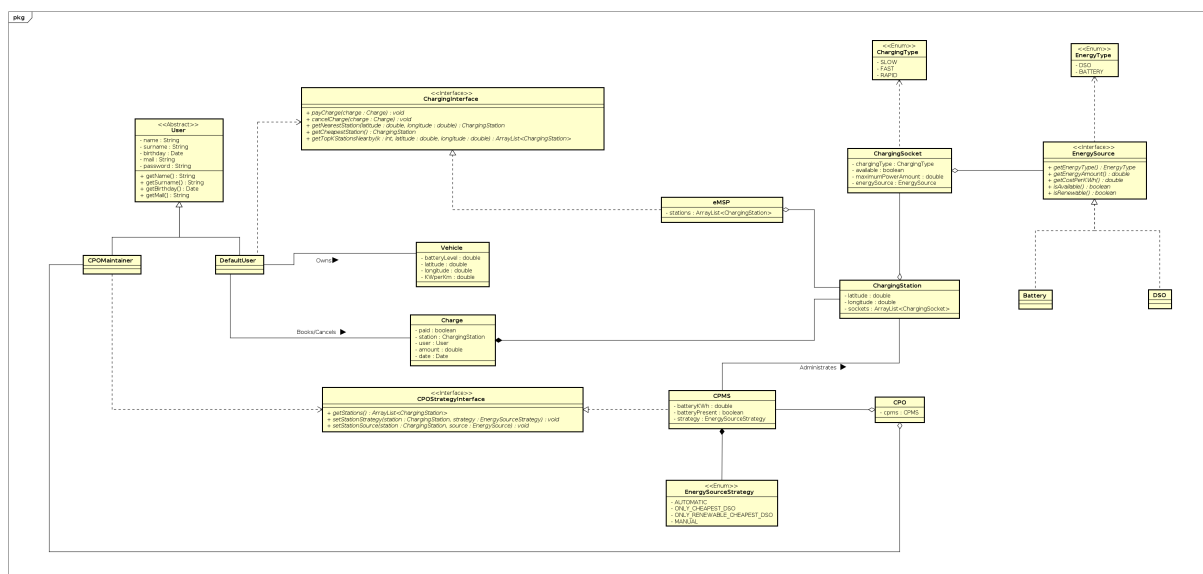 pkg
<<Enum>>
ChargingType
- SLOW
- FAST
- RAPID
<<Enum>>
EnergyType
- DSO
- BATTERY
<<Interface>>
ChargingInterface
+ payCharge(charge : Charge) : void
+ cancelCharge(charge : Charge) : void
+ getNearestStation(latitude : double, longitude : double) : ChargingStation
+ getCheapestStation() : ChargingStation
+ getTopKStationsNearby(k : int, latitude : double, longitude : double) : ArrayList<ChargingStation>
<<Abstract>>
User
- name : String
- surname : String
- birthday : Date
- mail : String
- password : String
+ getName() : String
+ getSurname() : String
+ getBirthday() : Date
+ getMail() : String
ChargingSocket
- chargingType : ChargingType
- available : boolean
- maximumPowerAmount : double
- energySource : EnergySource
<<Interface>>
EnergySource
+ getEnergyType() : EnergyType
+ getEnergyAmount() : double
+ getCostPerKWh() : double
+ isAvailable() : boolean
+ isRenewable() : boolean
eMSP
- stations : ArrayList<ChargingStation>
CPOMaintainer
DefaultUser
Owns
Vehicle
- batteryLevel : double
- latitude : double
- longitude : double
- KWperKm : double
ChargingStation
- latitude : double
- longitude : double
- sockets : ArrayList<ChargingSocket>
Battery
DSO
Books/Cancels
Charge
- paid : boolean
- station : ChargingStation
- user : User
- amount : double
- date : Date
Administrates
<<Interface>>
CPOStrategyInterface
+ getStations() : ArrayList<ChargingStation>
+ setStationStrategy(station : ChargingStation, strategy : EnergySourceStrategy) : void
+ setStationSource(station : ChargingStation, source : EnergySource) : void
CPMS
- batteryKWh : double
- batteryPresent : boolean
- strategy : EnergySourceStrategy
CPO
- cpms : CPMS
<<Enum>>
EnergySourceStrategy
- AUTOMATIC
- ONLY_CHEAPEST_DSO
- ONLY_RENEWABLE_CHEAPEST_DSO
- MANUAL